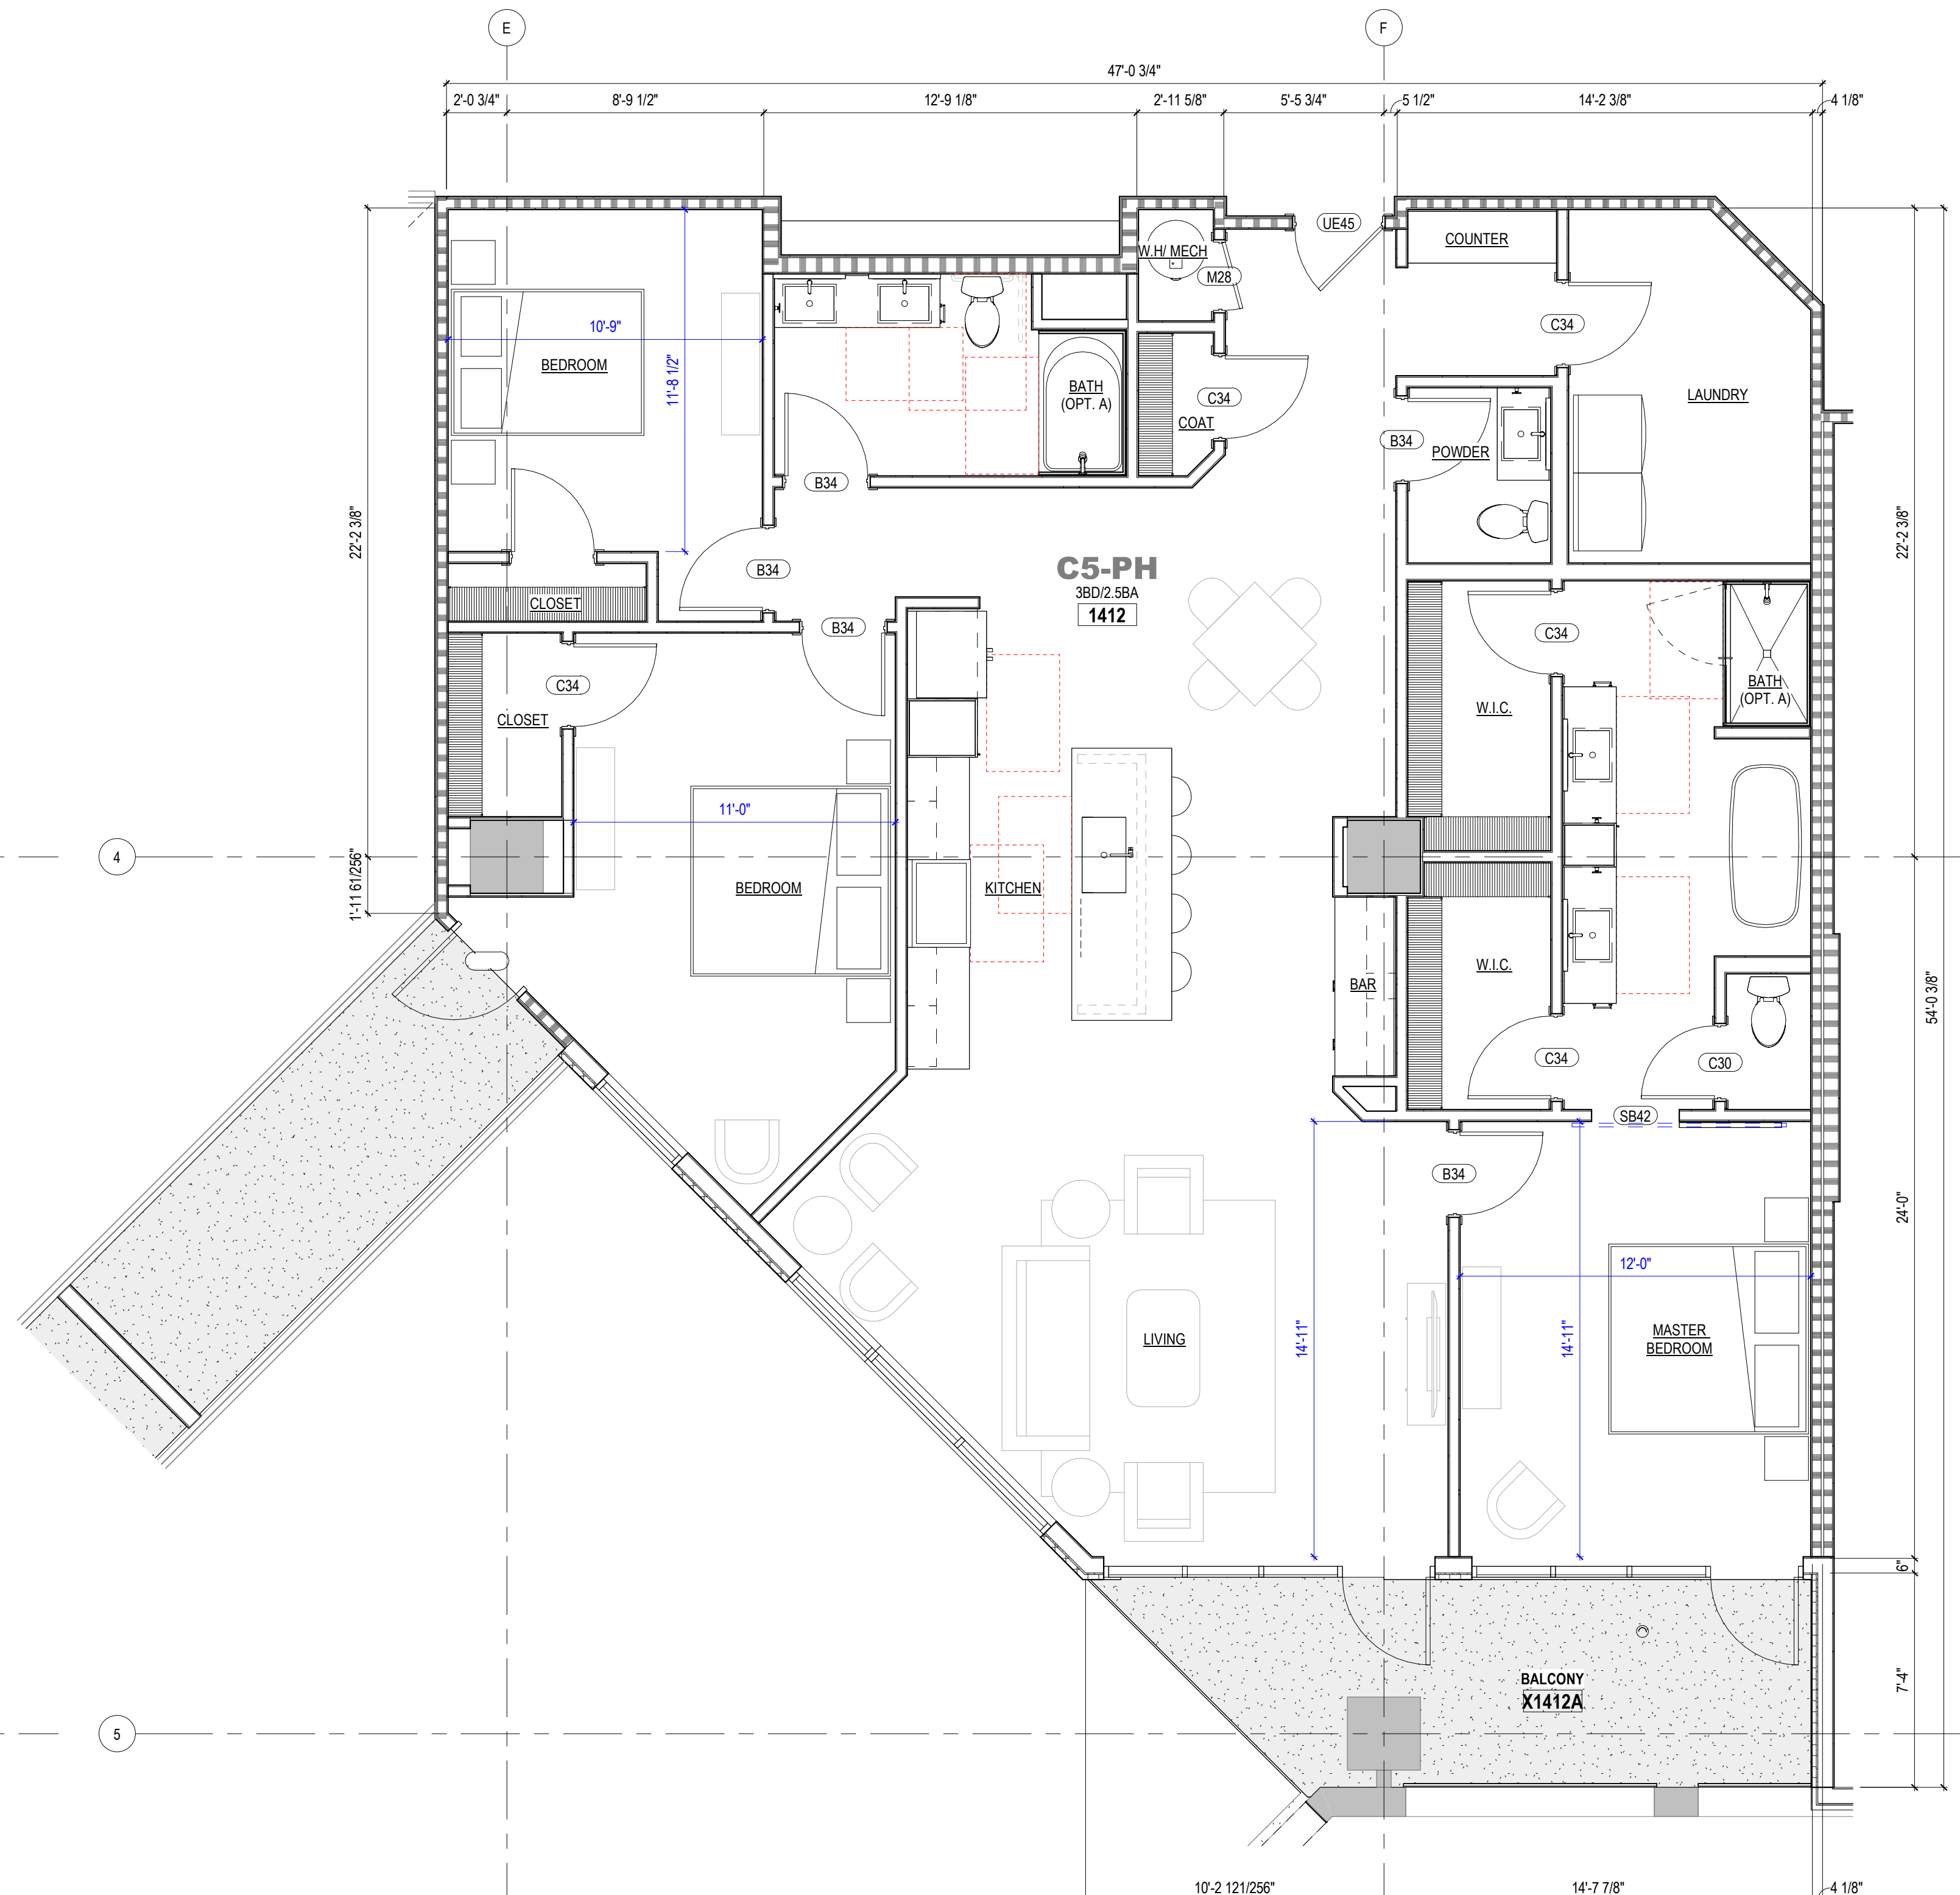 E
F
47'-0 3/4"
2'-0 3/4"
8'-9 1/2"
12'-9 1/8"
2'-11 5/8"
5'-5 3/4"
5 1/2"
14'-2 3/8"
4 1/8"
UE45
COUNTER
W.H/ MECH
M28
C34
10'-9"
BEDROOM
11'-8 1/2"
BATH
(OPT. A)
C34
COAT
LAUNDRY
B34
POWDER
B34
22'-2 3/8"
22'-2 3/8"
B34
C5-PH
3BD/2.5BA
1412
CLOSET
B34
C34
C34
CLOSET
W.I.C.
BATH
(OPT. A)
11'-0"
4
1'-11 61/256"
BEDROOM
KITCHEN
BAR
W.I.C.
54'-0 3/8"
C34
C30
SB42
B34
24'-0"
12'-0"
LIVING
14'-11"
14'-11"
MASTER
BEDROOM
6"
BALCONY
X1412A
7'-4"
5
10'-2 121/256"
14'-7 7/8"
4 1/8"